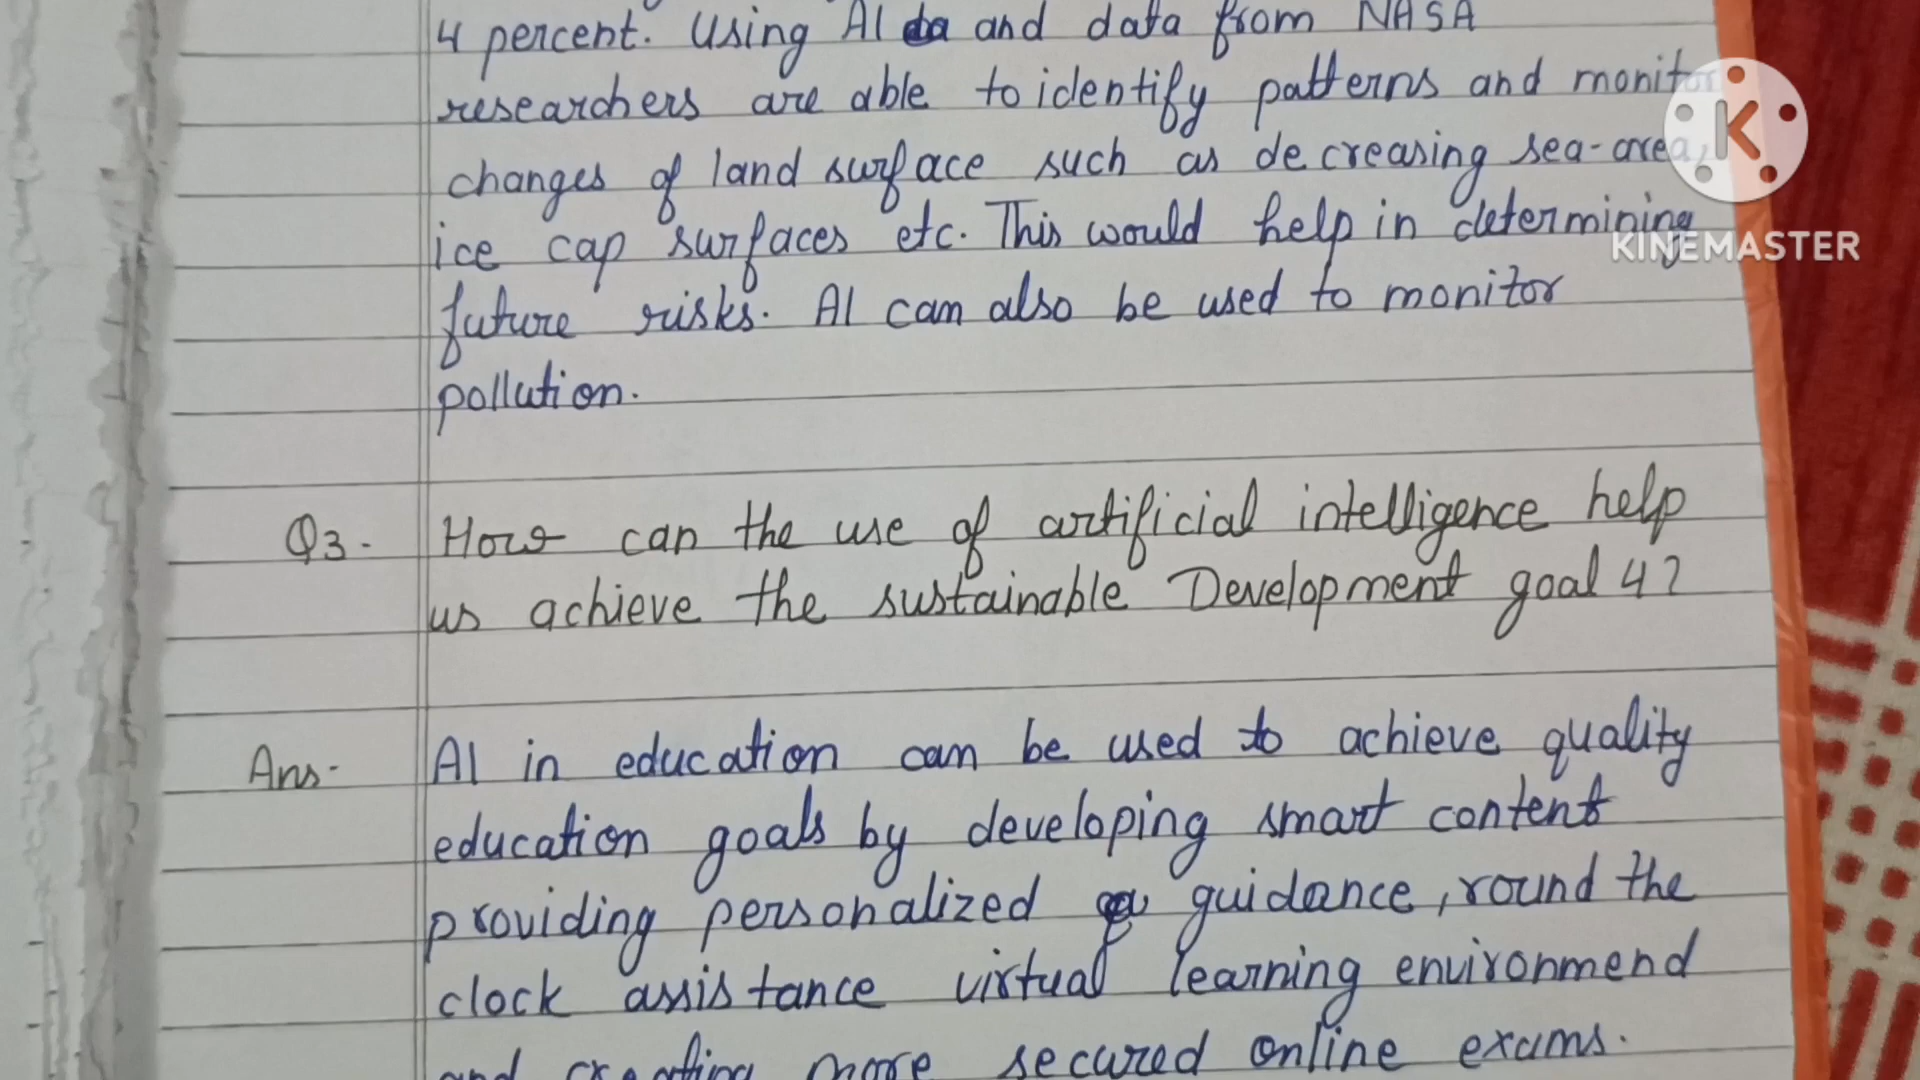 4 percent. Using AI da and data from NASA
researchers are able to identify patterns and monitor
changes of land surface such as decreasing sea-area,
ice cap surfaces etc. This would help in determining
future risks. AI can also be used to monitor
pollution.
Q3. How can the use of artificial intelligence help
us achieve the sustainable Development goal 4?
Ans. AI in education can be used to achieve quality
education goals by developing smart content
providing personalized guidance, round the
clock assistance virtual learning environmend
and creating more secured online exams.
K
KINEMASTER